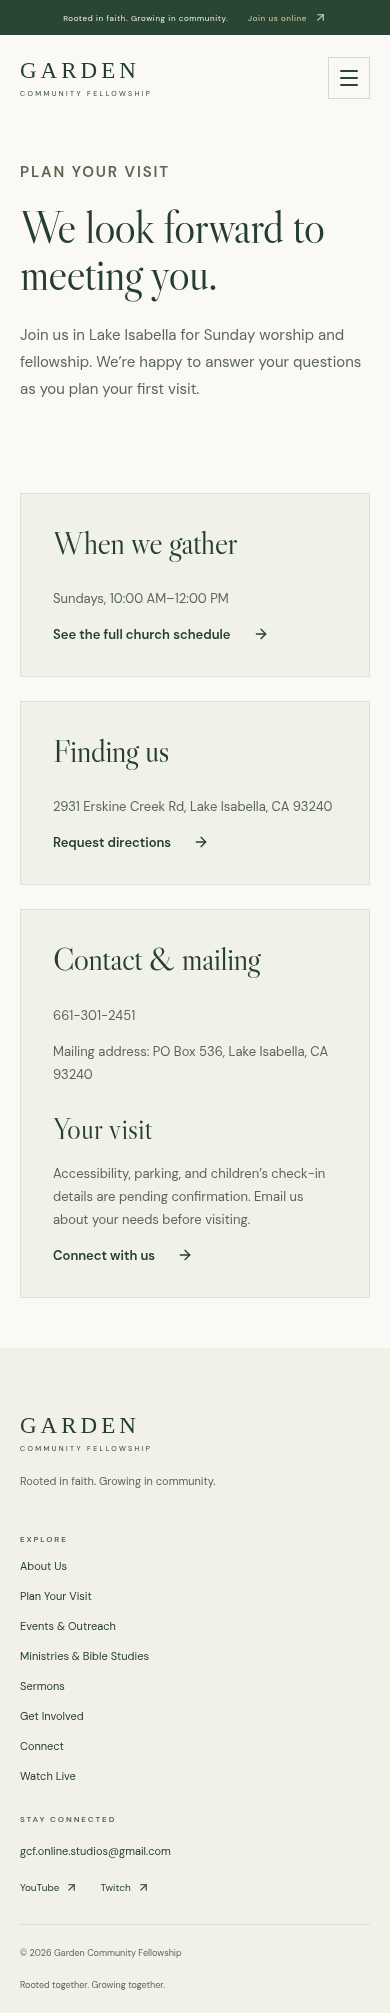 Rooted in faith. Growing in community. Join us online
GARDEN
COMMUNITY FELLOWSHIP
PLAN YOUR VISIT
We look forward to
meeting you.
Join us in Lake Isabella for Sunday worship and
fellowship. We’re happy to answer your questions
as you plan your first visit.
When we gather
Sundays, 10:00 AM–12:00 PM
See the full church schedule
Finding us
2931 Erskine Creek Rd, Lake Isabella, CA 93240
Request directions
Contact & mailing
661-301-2451
Mailing address: PO Box 536, Lake Isabella, CA
93240
Your visit
Accessibility, parking, and children’s check-in
details are pending confirmation. Email us
about your needs before visiting.
Connect with us
GARDEN
COMMUNITY FELLOWSHIP
Rooted in faith. Growing in community.
EXPLORE
About Us
Plan Your Visit
Events & Outreach
Ministries & Bible Studies
Sermons
Get Involved
Connect
Watch Live
STAY CONNECTED
gcf.online.studios@gmail.com
YouTube Twitch
© 2026 Garden Community Fellowship
Rooted together. Growing together.